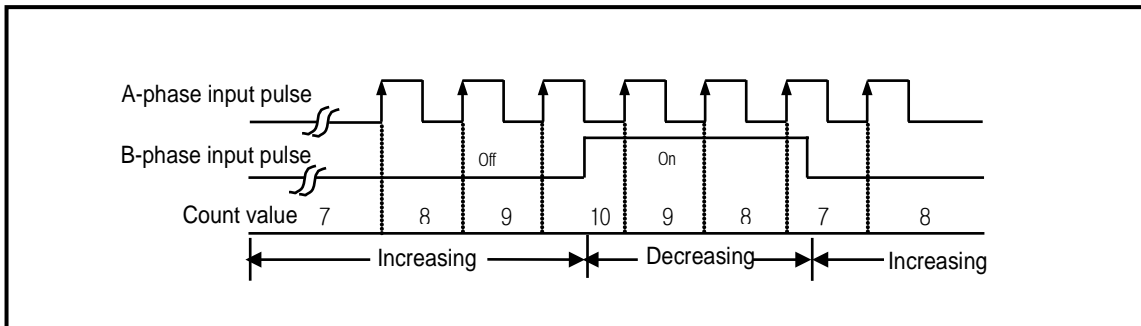 A-phase input pulse
B-phase input pulse
Off
On
Count value 7 8 9 10 9 8 7 8
Increasing
Decreasing
Increasing